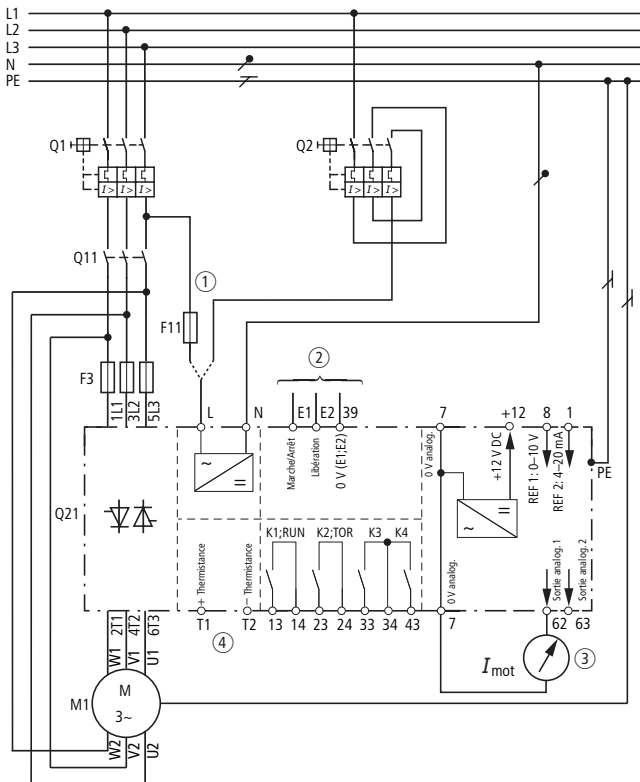 L1
L2
L3
N
PE
Q1
Q2
I> I> I>
I> I> I>
Q11
1
F11
2
F3
1L1
3L2
5L3
L
N
E1
E2
39
7
+12
8
1
Marche/Arrêt
Libération
0 V (E1;E2)
0 V analog.
+12 V DC
REF 1: 0–10 V
REF 2: 4–20 mA
PE
~
=
~
=
Q21
K1;RUN
K2;TOR
K3
K4
+ Thermistance
– Thermistance
0 V analog.
Sortie analog. 1
Sortie analog. 2
T1
T2
13
14
23
24
33
34
43
7
62
63
4
2T1
4T2
6T3
W1
V1
U1
Imot
3
M1
M
3~
W2
V2
U2